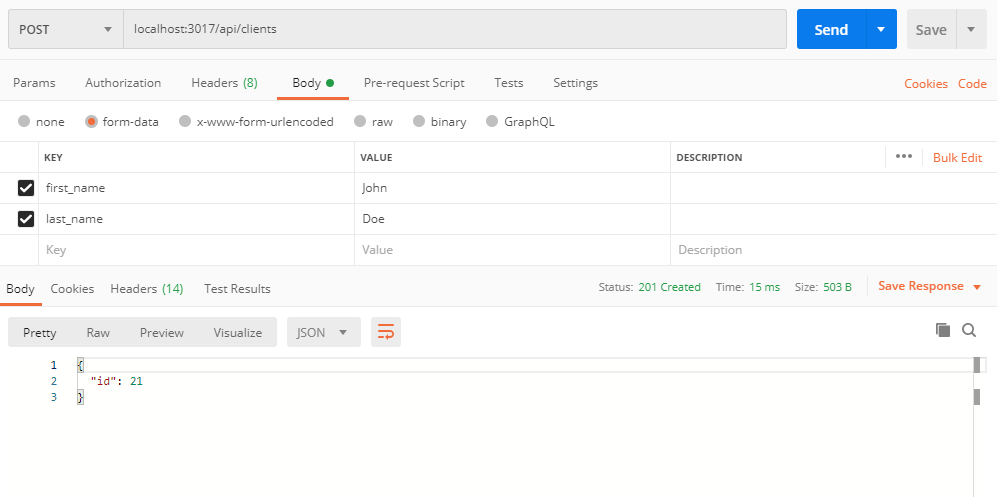 POST localhost:3017/api/clients Send Save
Params Authorization Headers (8) Body Pre-request Script Tests Settings Cookies Code
none form-data x-www-form-urlencoded raw binary GraphQL
KEY VALUE DESCRIPTION ••• Bulk Edit
first_name John
last_name Doe
Key Value Description
Body Cookies Headers (14) Test Results Status: 201 Created Time: 15 ms Size: 503 B Save Response
Pretty Raw Preview Visualize JSON
1 {
2 "id": 21
3 }